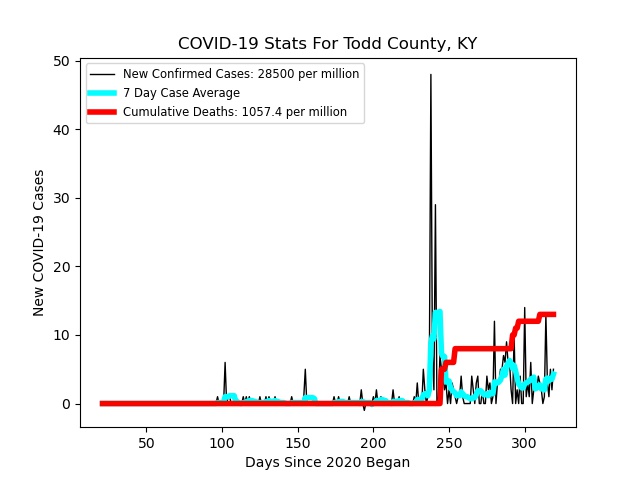 COVID-19 Stats For Todd County, KY
New Confirmed Cases: 28500 per million
7 Day Case Average
Cumulative Deaths: 1057.4 per million
New COVID-19 Cases
50
40
30
20
10
0
50 100 150 200 250 300
Days Since 2020 Began